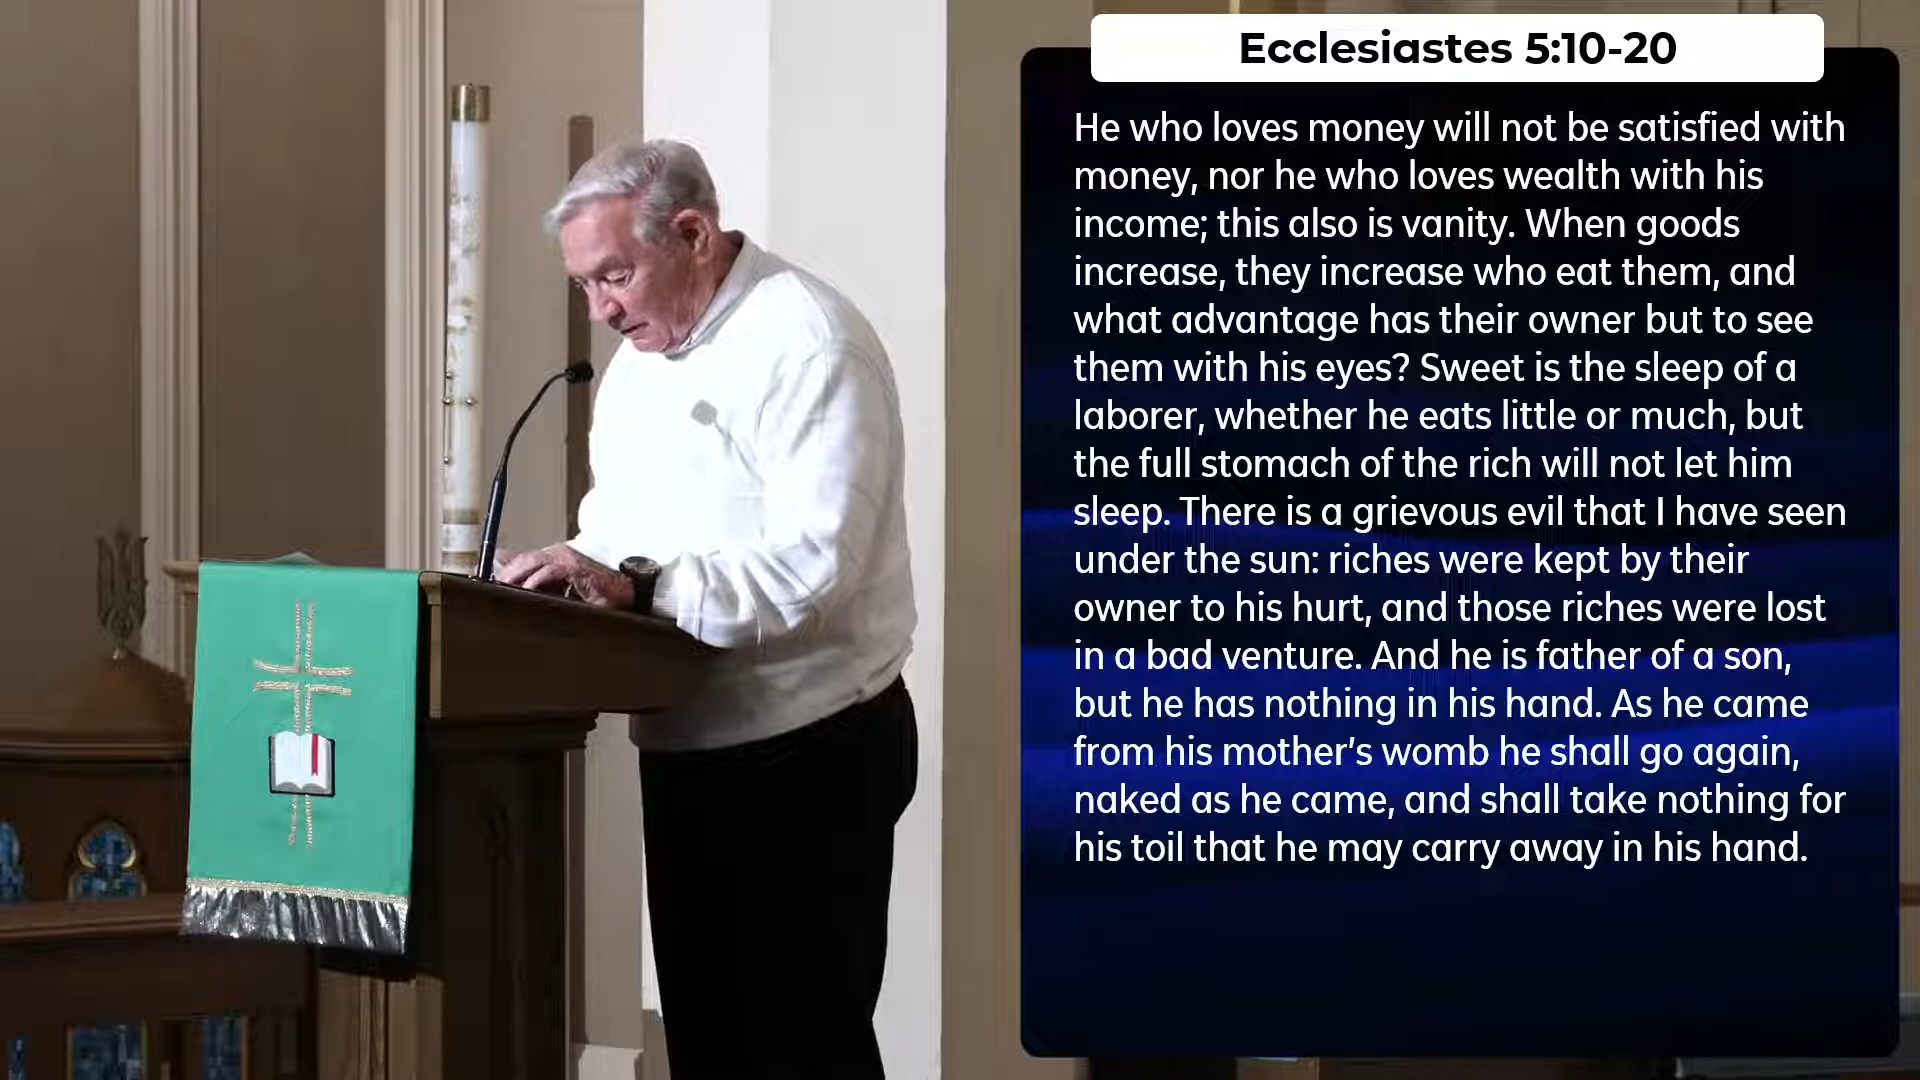 Ecclesiastes 5:10-20
He who loves money will not be satisfied with
money, nor he who loves wealth with his
income; this also is vanity. When goods
increase, they increase who eat them, and
what advantage has their owner but to see
them with his eyes? Sweet is the sleep of a
laborer, whether he eats little or much, but
the full stomach of the rich will not let him
sleep. There is a grievous evil that I have seen
under the sun: riches were kept by their
owner to his hurt, and those riches were lost
in a bad venture. And he is father of a son,
but he has nothing in his hand. As he came
from his mother’s womb he shall go again,
naked as he came, and shall take nothing for
his toil that he may carry away in his hand.